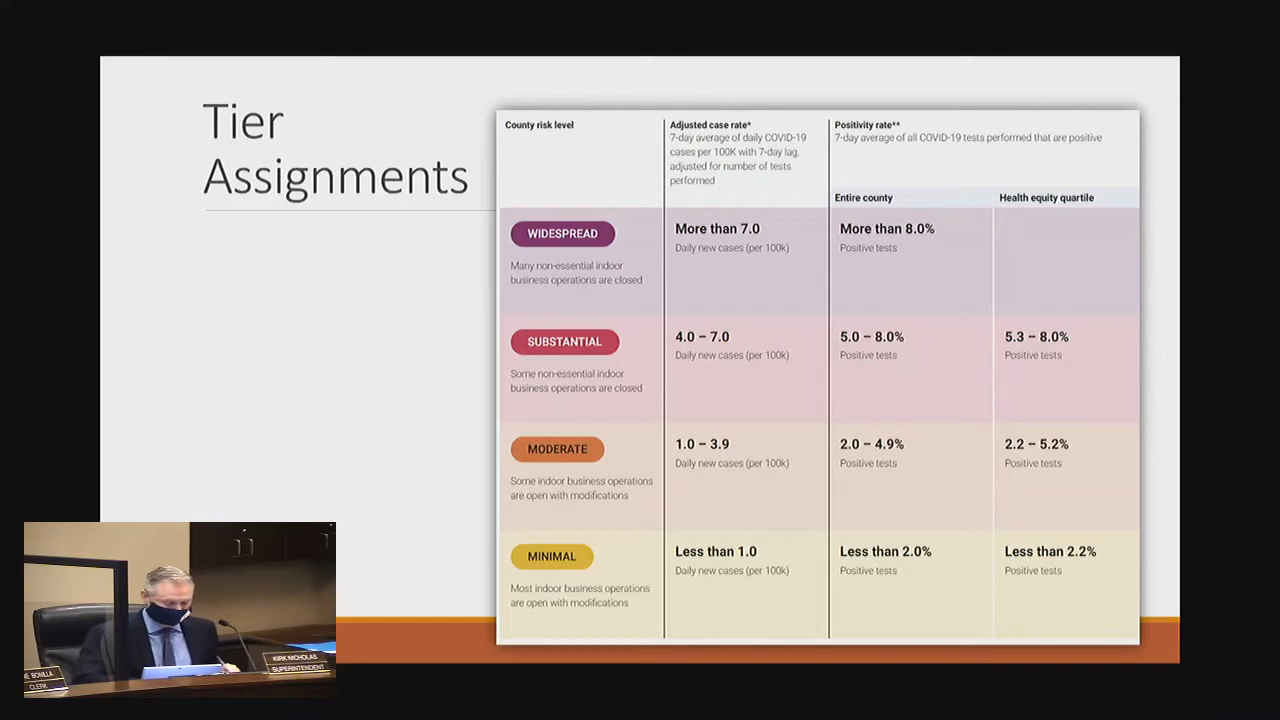 Tier
Assignments
County risk level
Adjusted case rate*
7-day average of daily COVID-19
cases per 100K with 7-day lag,
adjusted for number of tests
performed
Positivity rate**
7-day average of all COVID-19 tests performed that are positive
Entire county
Health equity quartile
WIDESPREAD
Many non-essential indoor
business operations are closed
More than 7.0
Daily new cases (per 100k)
More than 8.0%
Positive tests
SUBSTANTIAL
Some non-essential indoor
business operations are closed
4.0 – 7.0
Daily new cases (per 100k)
5.0 – 8.0%
Positive tests
5.3 – 8.0%
Positive tests
MODERATE
Some indoor business operations
are open with modifications
1.0 – 3.9
Daily new cases (per 100k)
2.0 – 4.9%
Positive tests
2.2 – 5.2%
Positive tests
MINIMAL
Most indoor business operations
are open with modifications
Less than 1.0
Daily new cases (per 100k)
Less than 2.0%
Positive tests
Less than 2.2%
Positive tests
BONILLA
CLERK
KIRK NICHOLAS
SUPERINTENDENT